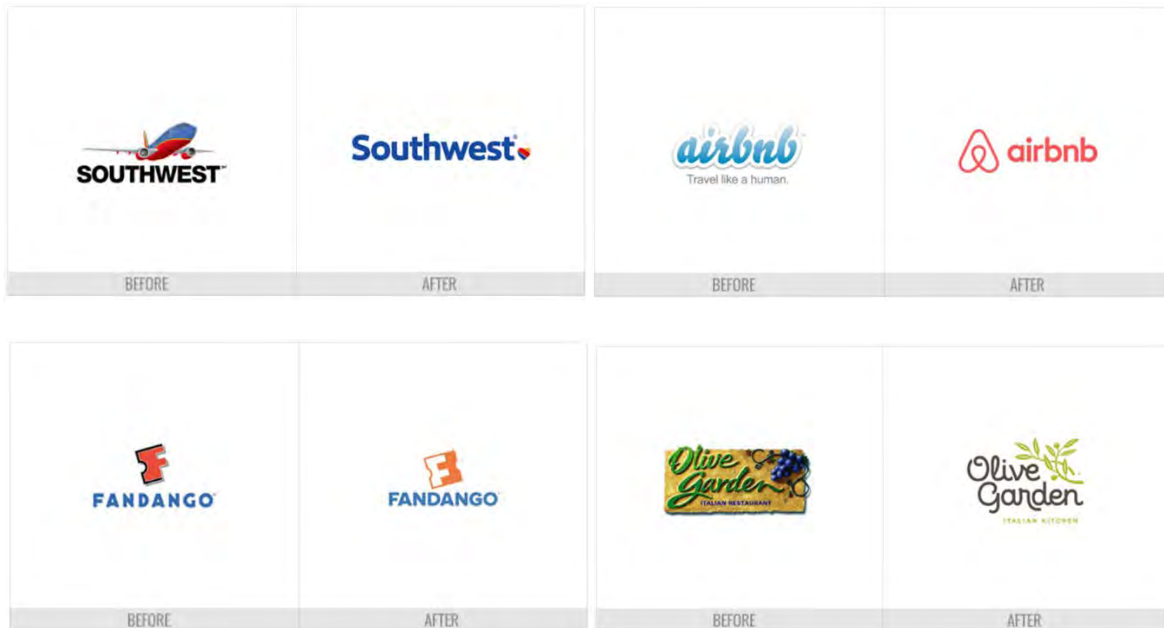 SOUTHWEST
Southwest
BEFORE
AFTER
airbnb
Travel like a human.
airbnb
BEFORE
AFTER
F
FANDANGO
F
FANDANGO
BEFORE
AFTER
Olive
Garden
ITALIAN RESTAURANT
Olive
Garden
ITALIAN KITCHEN
BEFORE
AFTER